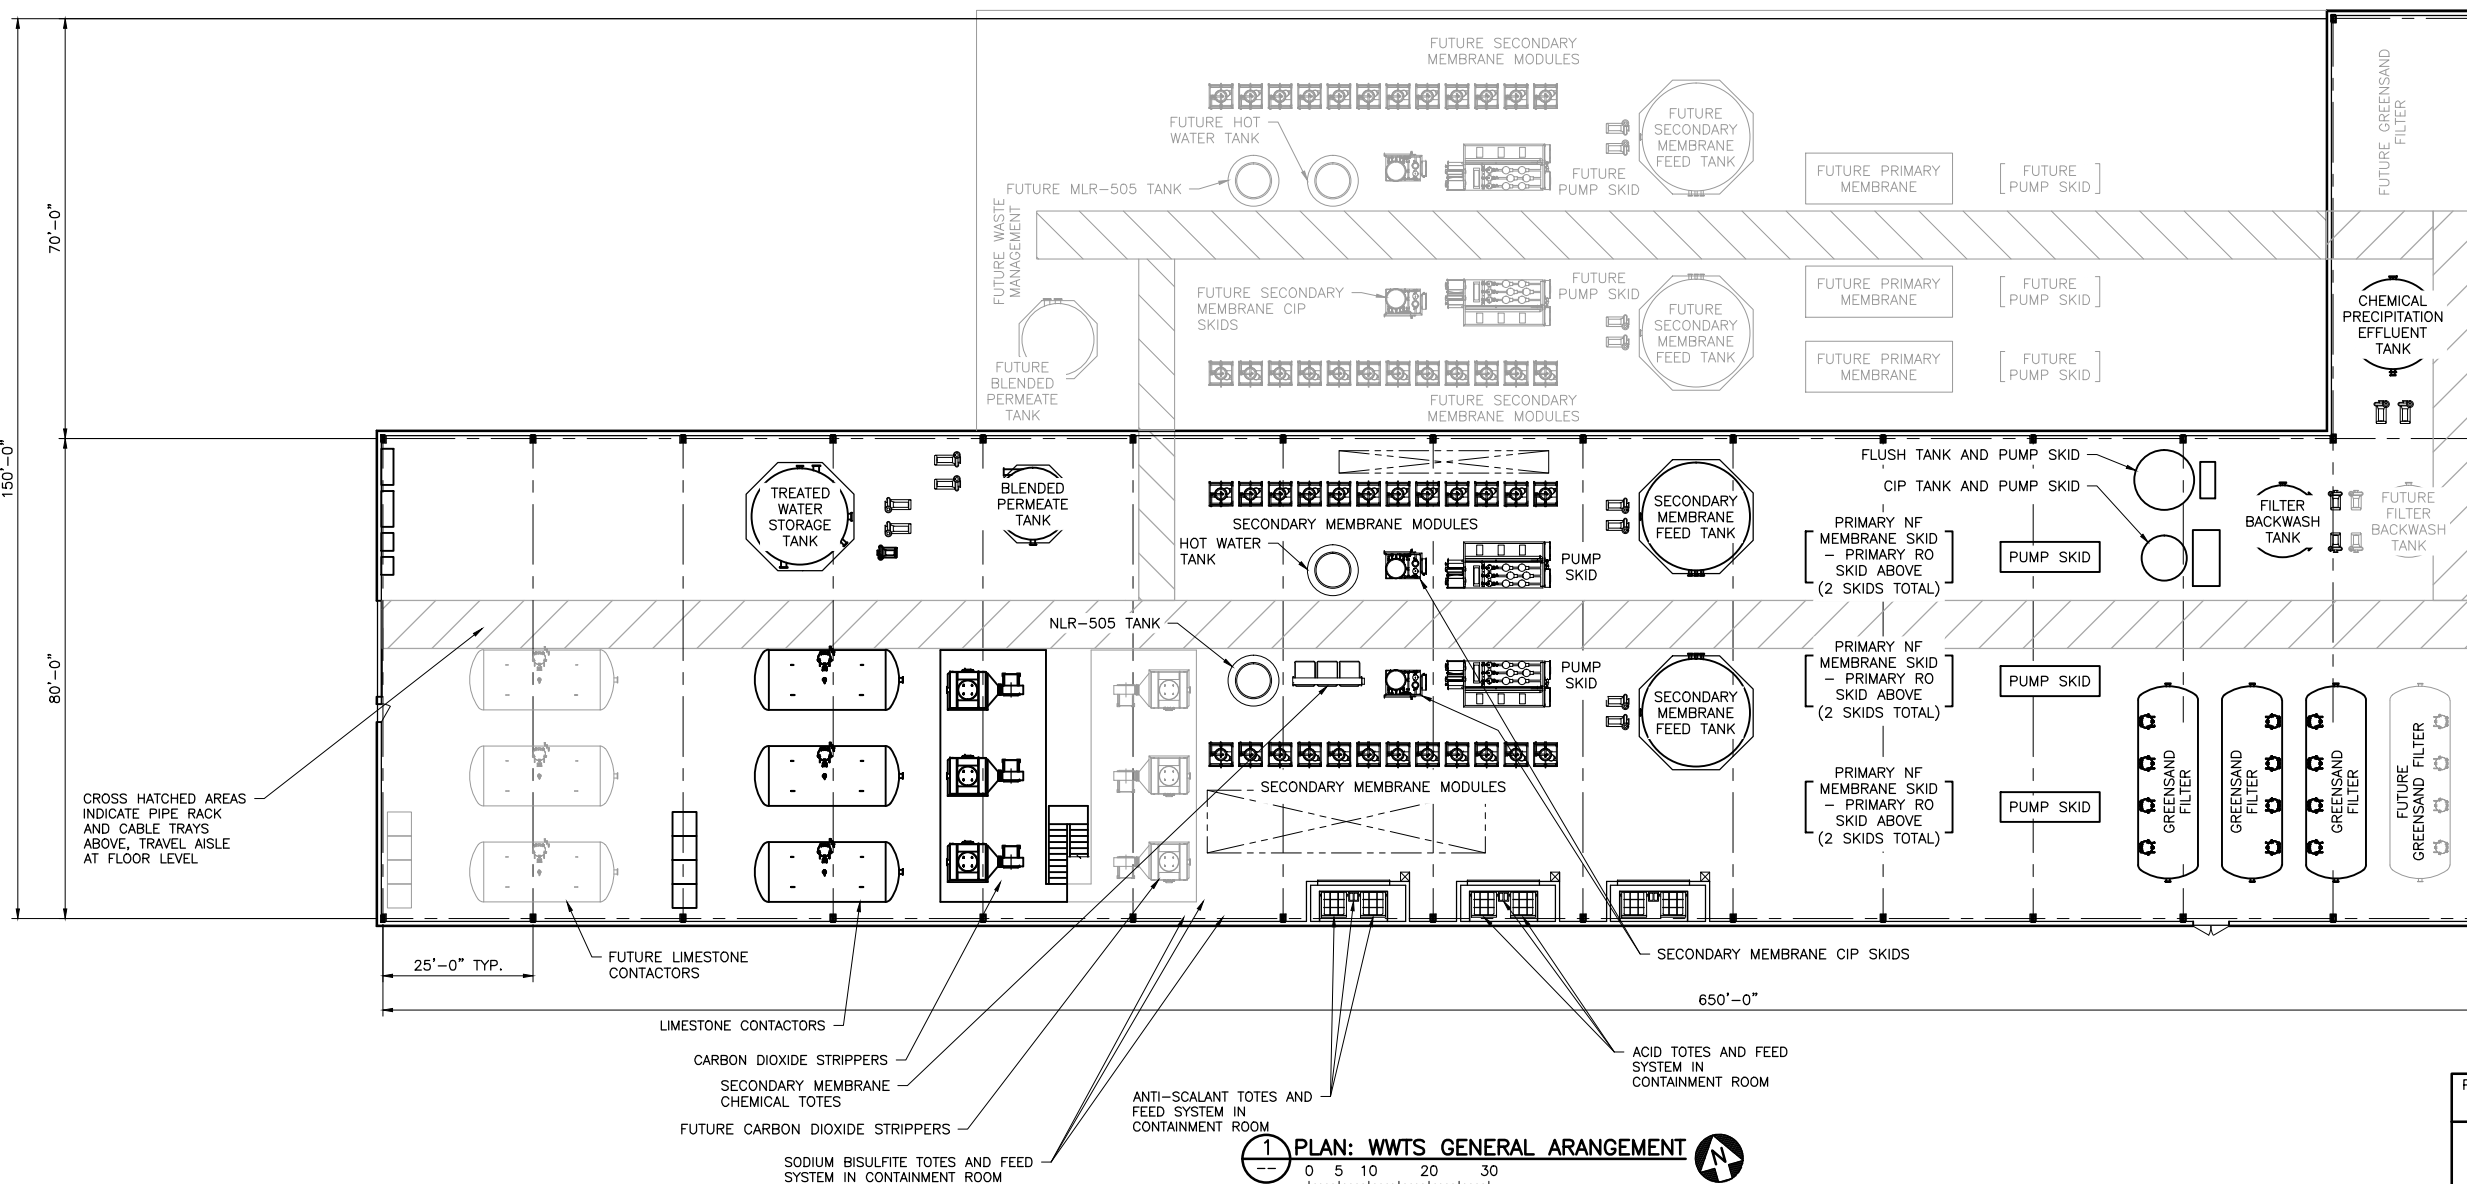 FUTURE SECONDARY
MEMBRANE MODULES
FUTURE HOT
WATER TANK
FUTURE MLR-505 TANK
FUTURE
PUMP SKID
FUTURE
SECONDARY
MEMBRANE
FEED TANK
FUTURE PRIMARY
MEMBRANE
FUTURE
PUMP SKID
FUTURE GREENSAND
FILTER
70'-0"
150'-0"
80'-0"
FUTURE WASTE
MANAGEMENT
FUTURE SECONDARY
MEMBRANE CIP
SKIDS
FUTURE
PUMP SKID
FUTURE
SECONDARY
MEMBRANE
FEED TANK
FUTURE PRIMARY
MEMBRANE
FUTURE
PUMP SKID
FUTURE PRIMARY
MEMBRANE
FUTURE
PUMP SKID
CHEMICAL
PRECIPITATION
EFFLUENT
TANK
FUTURE
BLENDED
PERMEATE
TANK
FUTURE SECONDARY
MEMBRANE MODULES
TREATED
WATER
STORAGE
TANK
BLENDED
PERMEATE
TANK
SECONDARY MEMBRANE MODULES
HOT WATER
TANK
PUMP
SKID
SECONDARY
MEMBRANE
FEED TANK
FLUSH TANK AND PUMP SKID
CIP TANK AND PUMP SKID
PRIMARY NF
MEMBRANE SKID
- PRIMARY RO
SKID ABOVE
(2 SKIDS TOTAL)
PUMP SKID
FILTER
BACKWASH
TANK
FUTURE
FILTER
BACKWASH
TANK
NLR-505 TANK
PUMP
SKID
SECONDARY
MEMBRANE
FEED TANK
PRIMARY NF
MEMBRANE SKID
- PRIMARY RO
SKID ABOVE
(2 SKIDS TOTAL)
PUMP SKID
SECONDARY MEMBRANE MODULES
PRIMARY NF
MEMBRANE SKID
- PRIMARY RO
SKID ABOVE
(2 SKIDS TOTAL)
PUMP SKID
GREENSAND
FILTER
GREENSAND
FILTER
GREENSAND
FILTER
FUTURE
GREENSAND FILTER
CROSS HATCHED AREAS
INDICATE PIPE RACK
AND CABLE TRAYS
ABOVE, TRAVEL AISLE
AT FLOOR LEVEL
25'-0" TYP.
FUTURE LIMESTONE
CONTACTORS
SECONDARY MEMBRANE CIP SKIDS
650'-0"
LIMESTONE CONTACTORS
CARBON DIOXIDE STRIPPERS
SECONDARY MEMBRANE
CHEMICAL TOTES
FUTURE CARBON DIOXIDE STRIPPERS
SODIUM BISULFITE TOTES AND FEED
SYSTEM IN CONTAINMENT ROOM
ANTI-SCALANT TOTES AND
FEED SYSTEM IN
CONTAINMENT ROOM
ACID TOTES AND FEED
SYSTEM IN
CONTAINMENT ROOM
1
--
PLAN: WWTS GENERAL ARANGEMENT
N
0 5 10 20 30